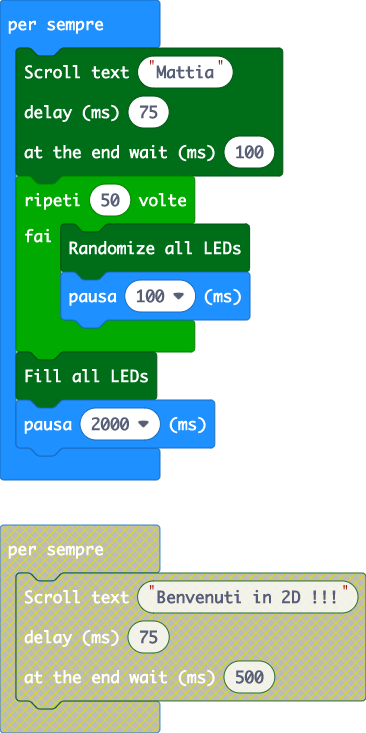 per sempre
Scroll text "Mattia"
delay (ms) 75
at the end wait (ms) 100
ripeti 50 volte
fai
Randomize all LEDs
pausa 100 (ms)
Fill all LEDs
pausa 2000 (ms)
per sempre
Scroll text "Benvenuti in 2D !!!"
delay (ms) 75
at the end wait (ms) 500